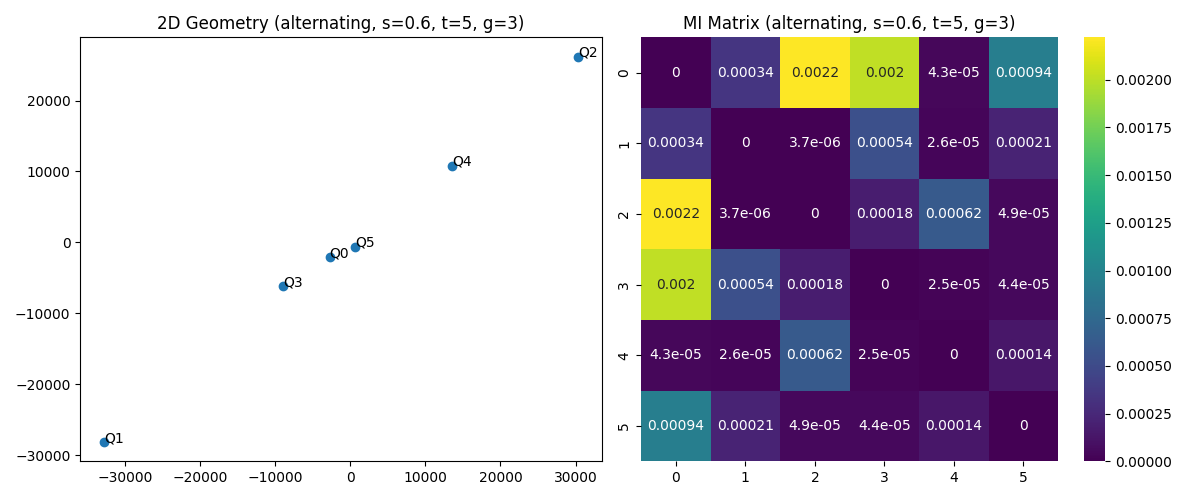 2D Geometry (alternating, s=0.6, t=5, g=3)
20000
10000
0
−10000
−20000
−30000
−30000 −20000 −10000 0 10000 20000 30000
Q2
Q4
Q5
Q0
Q3
Q1
MI Matrix (alternating, s=0.6, t=5, g=3)
0 0 0.00034 0.0022 0.002 4.3e-05 0.00094
1 0.00034 0 3.7e-06 0.00054 2.6e-05 0.00021
2 0.0022 3.7e-06 0 0.00018 0.00062 4.9e-05
3 0.002 0.00054 0.00018 0 2.5e-05 4.4e-05
4 4.3e-05 2.6e-05 0.00062 2.5e-05 0 0.00014
5 0.00094 0.00021 4.9e-05 4.4e-05 0.00014 0
0 1 2 3 4 5
0.00200
0.00175
0.00150
0.00125
0.00100
0.00075
0.00050
0.00025
0.00000